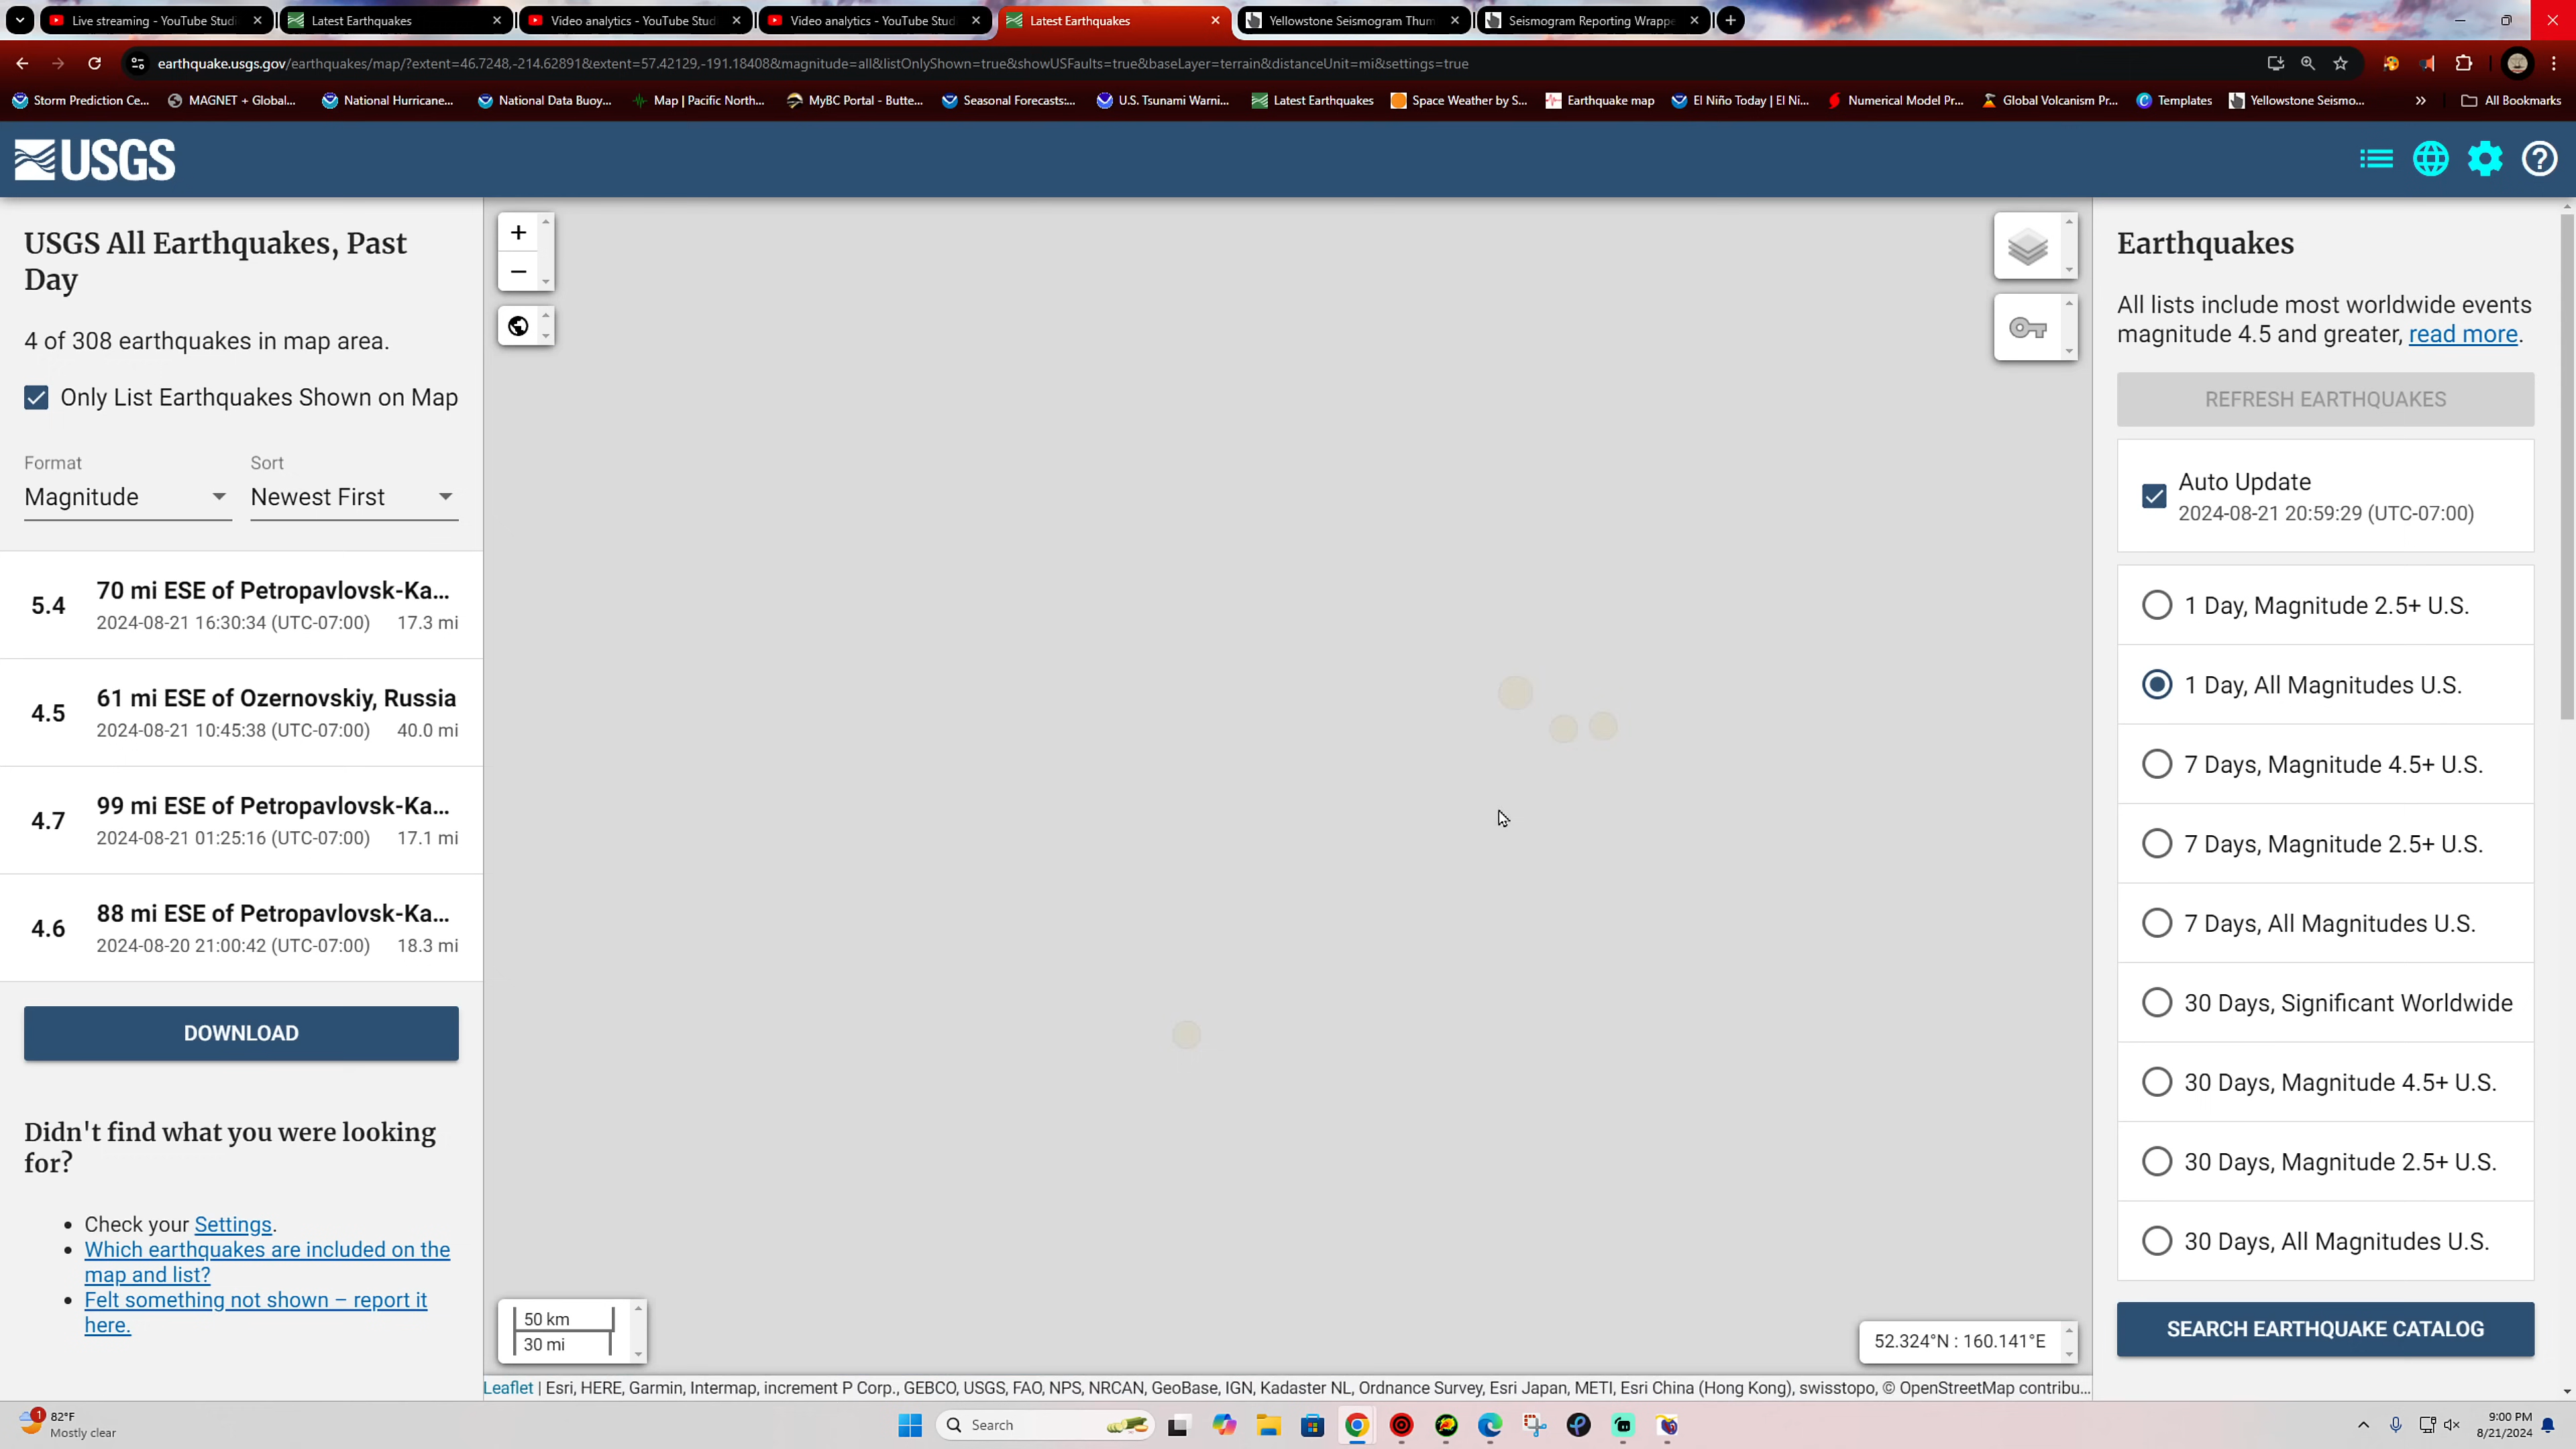 Live streaming - YouTube Studi
Latest Earthquakes
Video analytics - YouTube Studi
Video analytics - YouTube Studi
Latest Earthquakes
Yellowstone Seismogram Thum
Seismogram Reporting Wrappe
earthquake.usgs.gov/earthquakes/map/?extent=46.7248,-214.62891&extent=57.42129,-191.18408&magnitude=all&listOnlyShown=true&showUSFaults=true&baseLayer=terrain&distanceUnit=mi&settings=true
Storm Prediction Ce...
MAGNET + Global...
National Hurricane...
National Data Buoy...
Map | Pacific North...
MyBC Portal - Butte...
Seasonal Forecasts:...
U.S. Tsunami Warni...
Latest Earthquakes
Space Weather by S...
Earthquake map
El Niño Today | El Ni...
Numerical Model Pr...
Global Volcanism Pr...
Templates
Yellowstone Seismo...
»
All Bookmarks
USGS
USGS All Earthquakes, Past
Day
4 of 308 earthquakes in map area.
Only List Earthquakes Shown on Map
Format
Magnitude
Sort
Newest First
5.4
70 mi ESE of Petropavlovsk-Ka...
2024-08-21 16:30:34 (UTC-07:00) 17.3 mi
4.5
61 mi ESE of Ozernovskiy, Russia
2024-08-21 10:45:38 (UTC-07:00) 40.0 mi
4.7
99 mi ESE of Petropavlovsk-Ka...
2024-08-21 01:25:16 (UTC-07:00) 17.1 mi
4.6
88 mi ESE of Petropavlovsk-Ka...
2024-08-20 21:00:42 (UTC-07:00) 18.3 mi
DOWNLOAD
Didn't find what you were looking
for?
• Check your Settings.
• Which earthquakes are included on the
map and list?
• Felt something not shown – report it
here.
+
−
50 km
30 mi
52.324°N : 160.141°E
Leaflet | Esri, HERE, Garmin, Intermap, increment P Corp., GEBCO, USGS, FAO, NPS, NRCAN, GeoBase, IGN, Kadaster NL, Ordnance Survey, Esri Japan, METI, Esri China (Hong Kong), swisstopo, © OpenStreetMap contribu...
Earthquakes
All lists include most worldwide events
magnitude 4.5 and greater, read more.
REFRESH EARTHQUAKES
Auto Update
2024-08-21 20:59:29 (UTC-07:00)
1 Day, Magnitude 2.5+ U.S.
1 Day, All Magnitudes U.S.
7 Days, Magnitude 4.5+ U.S.
7 Days, Magnitude 2.5+ U.S.
7 Days, All Magnitudes U.S.
30 Days, Significant Worldwide
30 Days, Magnitude 4.5+ U.S.
30 Days, Magnitude 2.5+ U.S.
30 Days, All Magnitudes U.S.
SEARCH EARTHQUAKE CATALOG
1
82°F
Mostly clear
Search
9:00 PM
8/21/2024